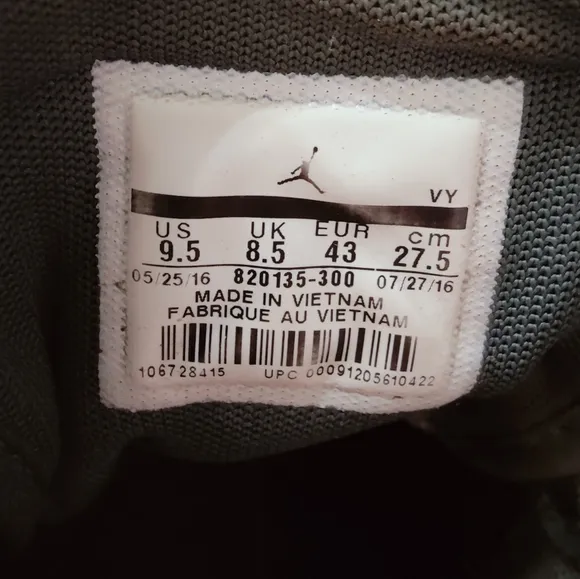 VY
US UK EUR cm
9.5 8.5 43 27.5
05/25/16 820135-300 07/27/16
MADE IN VIETNAM
FABRIQUE AU VIETNAM
106728415 UPC 00091205610422